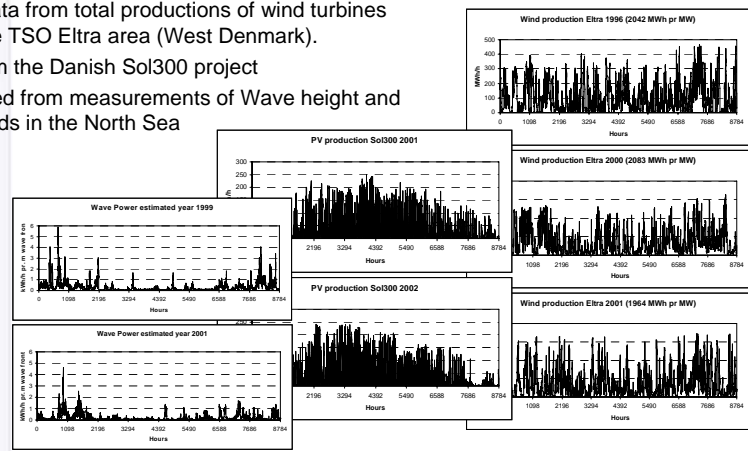 ata from total productions of wind turbines
e TSO Eltra area (West Denmark).
m the Danish Sol300 project
ed from measurements of Wave height and
ds in the North Sea
Wind production Eltra 1996 (2042 MWh pr MW)
MWh/h
500
400
300
200
100
0
0 1098 2196 3294 4392 5490 6588 7686 8784
Hours
PV production Sol300 2001
300
250
200
2196 3294 4392 5490 6588 7686 8784
Hours
Wind production Eltra 2000 (2083 MWh pr MW)
1098 2196 3294 4392 5490 6588 7686 8784
Hours
Wave Power estimated year 1999
kWh/h pr. m wave fron
6
5
4
3
2
1
0
0 1098 2196 3294 4392 5490 6588 7686 8784
Hours
PV production Sol300 2002
2196 3294 4392 5490 6588 7686 8784
Hours
Wind production Eltra 2001 (1964 MWh pr MW)
1098 2196 3294 4392 5490 6588 7686 8784
Hours
Wave Power estimated year 2001
kWh/h pr. m wave front
6
5
4
3
2
1
0
0 1098 2196 3294 4392 5490 6588 7686 8784
Hours